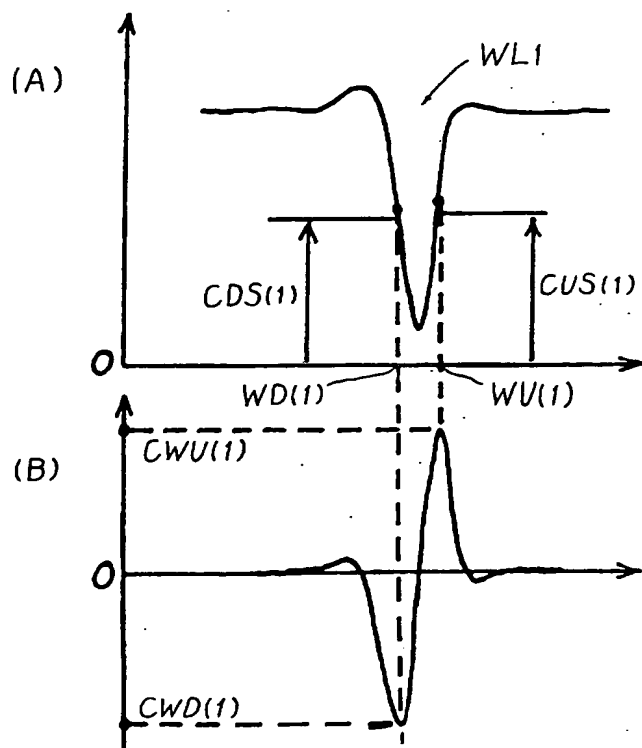 (A)
WL1
CDS(1)
CUS(1)
O
WD(1)
WU(1)
CWU(1)
(B)
O
CWD(1)